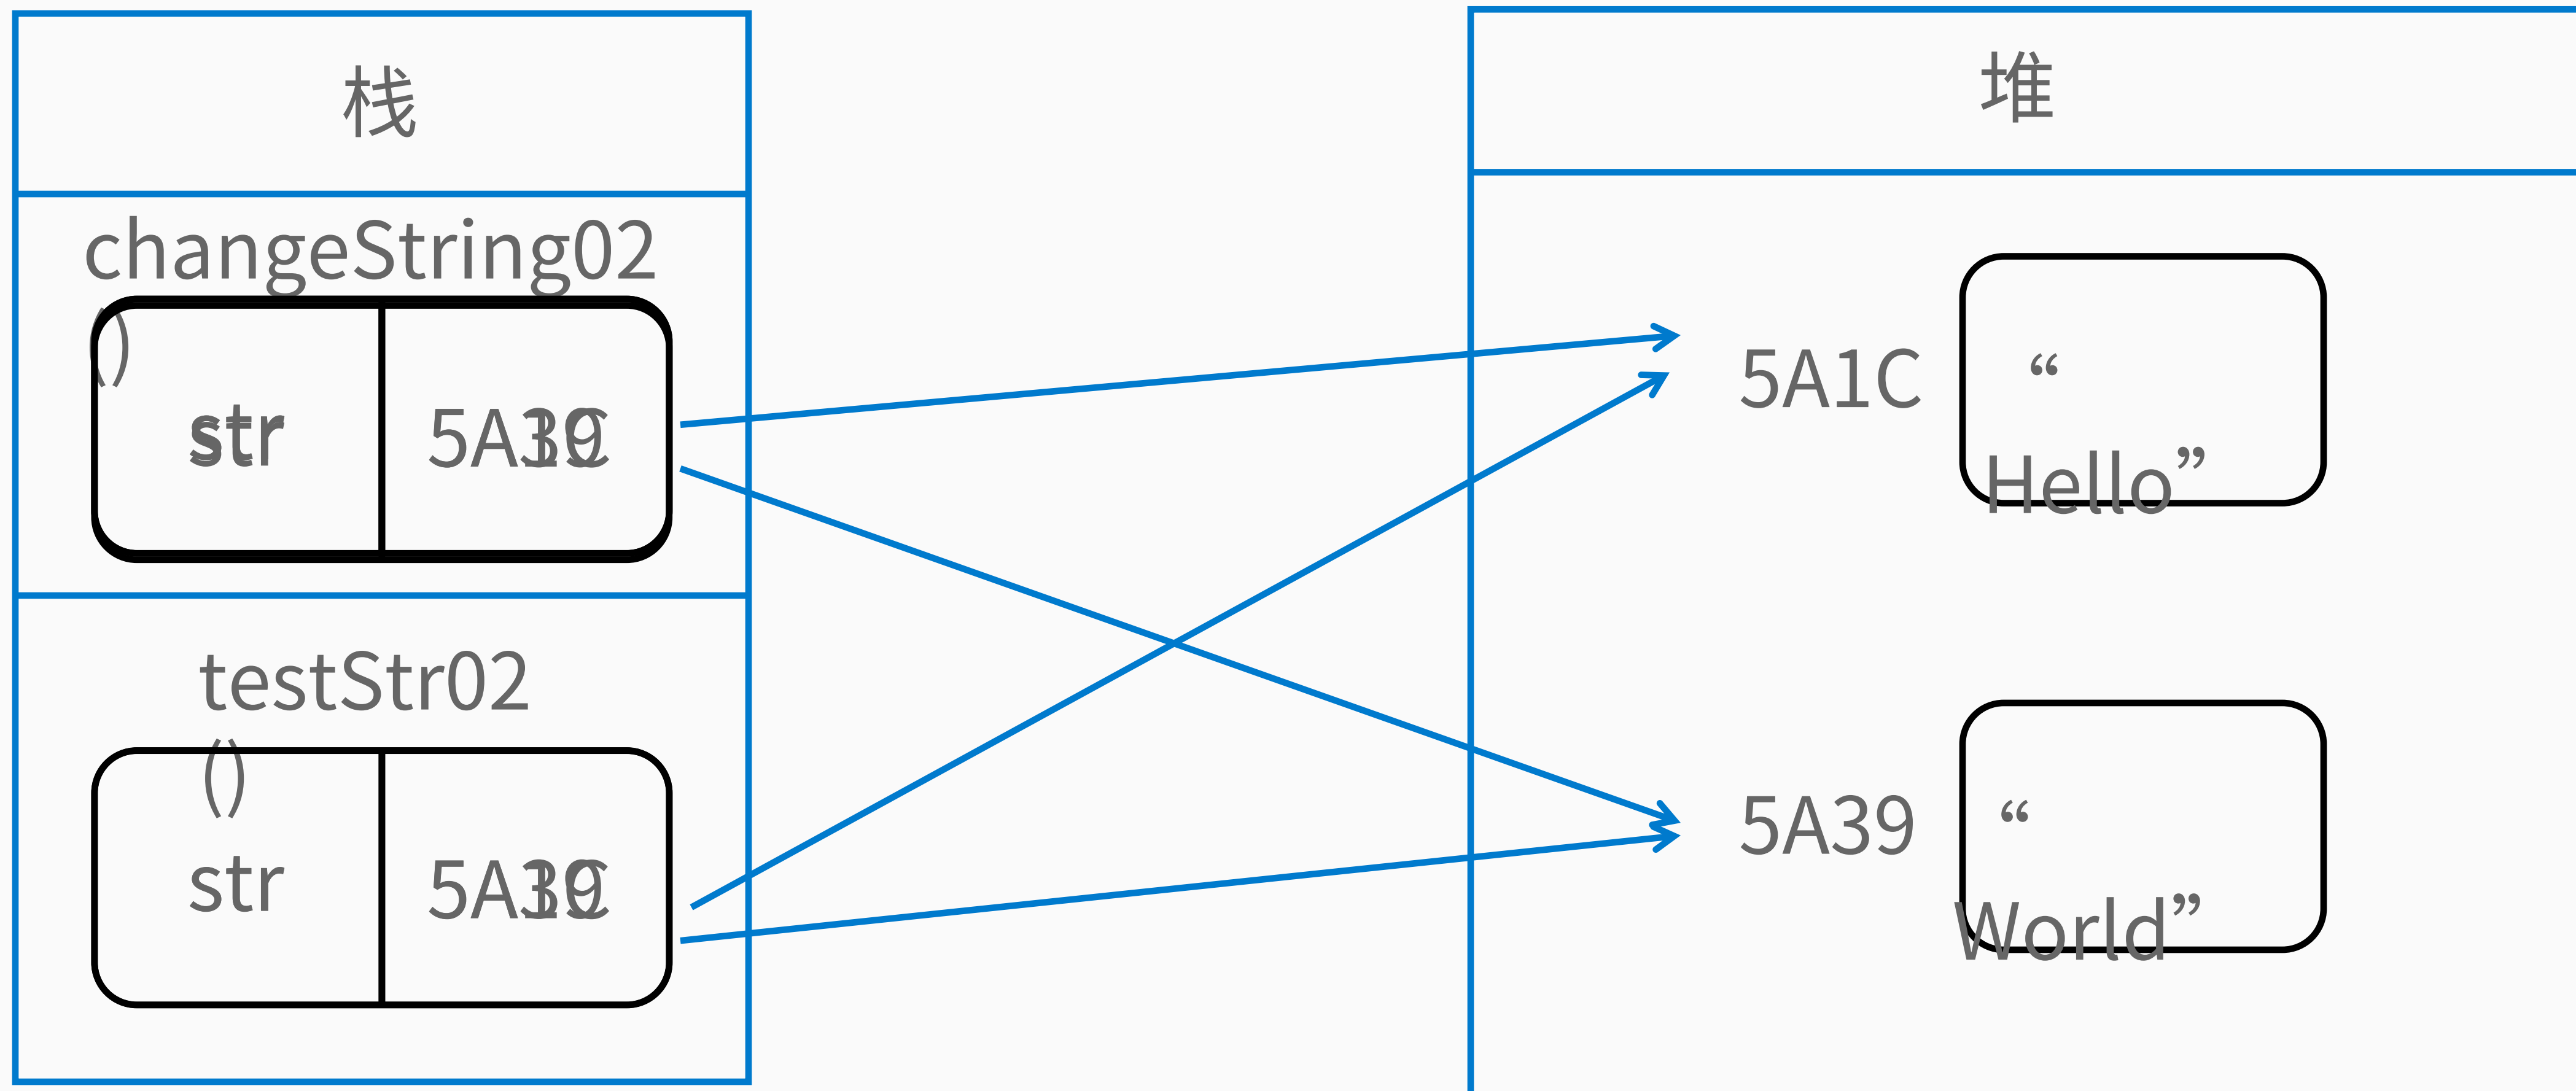 栈
堆
changeString02
()
str
5A1C
“
Hello”
testStr02
()
str
5A39
“
World”